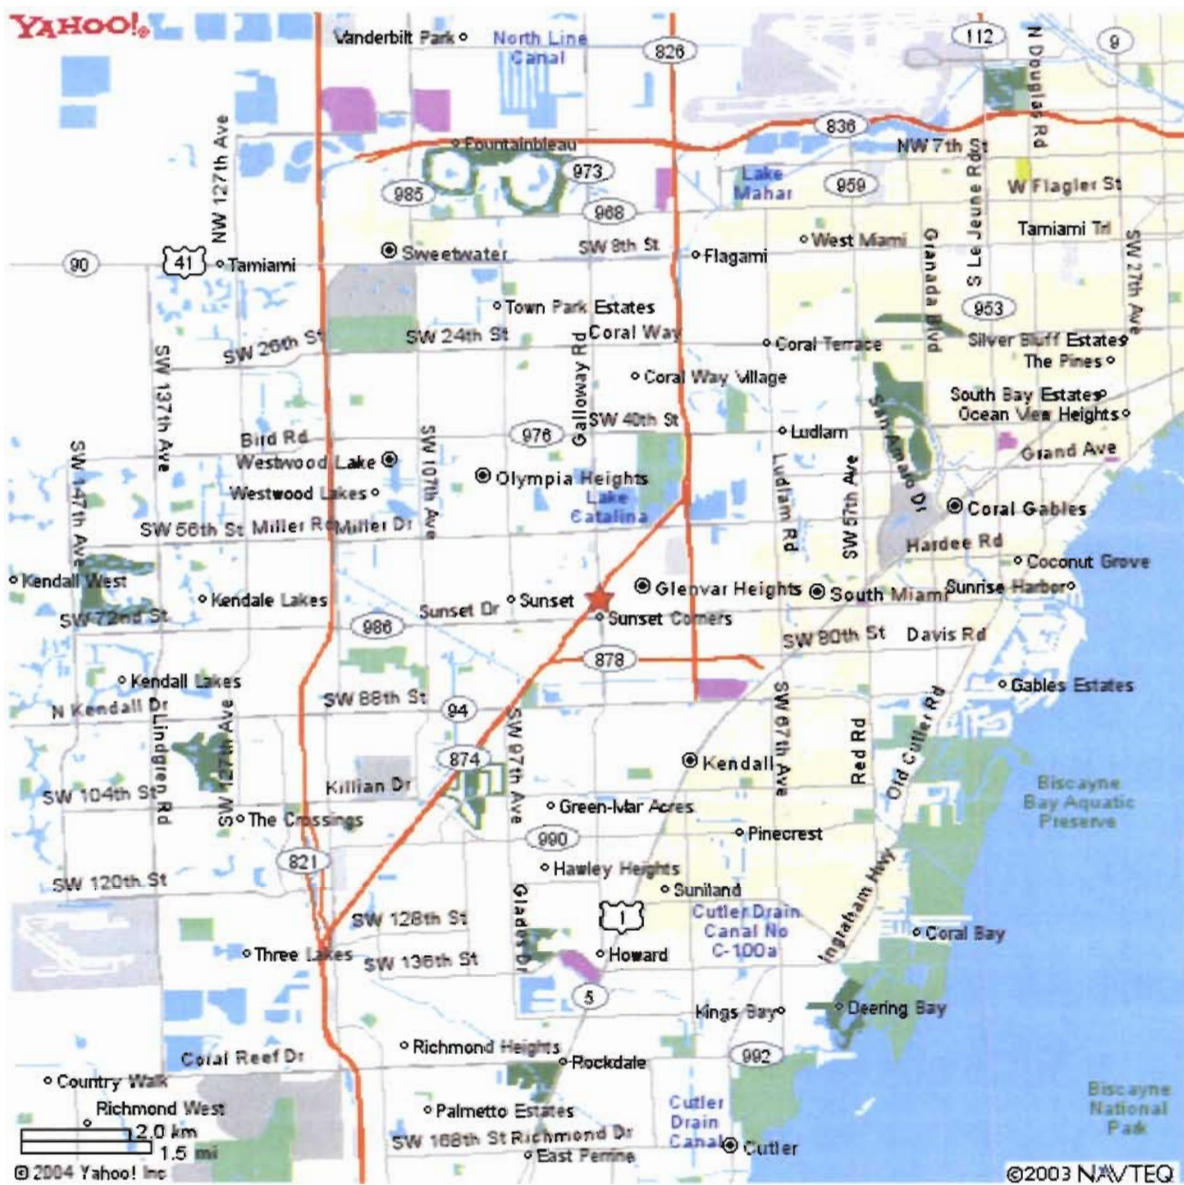 YAHOO!®
Vanderbilt Park
North Line
Canal
826
112
9
N Douglas Rd
NW 127th Ave
836
Fountainbleau
NW 7th St
973
985
Lake
Mahar
959
W Flagler St
968
S Le Jeune Rd
SW 8th St
West Miami
Tamiami Trl
90
41
Tamiami
Sweetwater
Flagami
Granada Blvd
SW 27th Ave
Town Park Estates
953
SW 26th St
SW 24th St
Coral Way
Coral Terrace
Silver Bluff Estates
The Pines
SW 137th Ave
Galloway Rd
Coral Way Village
South Bay Estates
Ocean View Heights
San Amaro Dr
Bird Rd
976
SW 40th St
Ludlam
Grand Ave
SW 147th Ave
Westwood Lake
SW 107th Ave
Olympia Heights
Westwood Lakes
Lake
Catalina
Ludlam Rd
SW 57th Ave
Coral Gables
SW 56th St
Miller Rd
Miller Dr
Hardee Rd
Coconut Grove
Kendall West
Kendale Lakes
Sunset Dr
Sunset
Glenvar Heights
South Miami
Sunrise Harbor
SW 72nd St
986
Sunset Corners
SW 80th St
Davis Rd
878
Kendall Lakes
SW 88th St
Gables Estates
N Kendall Dr
94
Lindgren Rd
SW 127th Ave
SW 97th Ave
SW 67th Ave
Red Rd
Old Cutler Rd
874
Kendall
Killian Dr
SW 104th St
Biscayne
Bay Aquatic
Preserve
The Crossings
Green-Mar Acres
990
Pinecrest
821
Hawley Heights
SW 120th St
Suniland
Ingraham Hwy
SW 128th St
Glades Dr
1
Cutler Drain
Canal No
C-100a
Coral Bay
Three Lakes
SW 136th St
Howard
5
Kings Bay
Deering Bay
Richmond Heights
Coral Reef Dr
Rockdale
992
Country Walk
Richmond West
Palmetto Estates
Cutler
Drain
Canal
Biscayne
National
Park
2.0 km
1.5 mi
SW 168th St
Richmond Dr
East Perrine
Cutler
© 2004 Yahoo! Inc
©2003 NAVTEQ